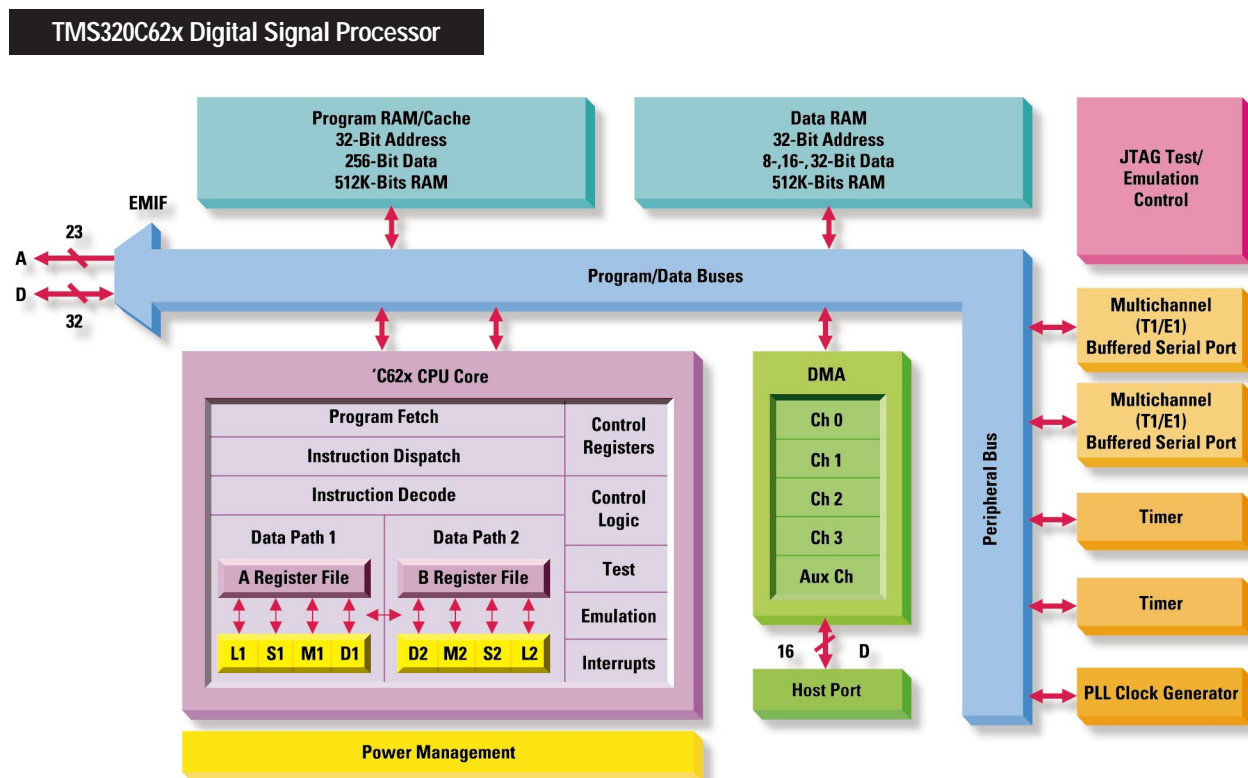 TMS320C62x Digital Signal Processor
Program RAM/Cache
32-Bit Address
256-Bit Data
512K-Bits RAM
Data RAM
32-Bit Address
8-,16-,32-Bit Data
512K-Bits RAM
JTAG Test/
Emulation
Control
EMIF
23
A
D
32
Program/Data Buses
Multichannel
(T1/E1)
Buffered Serial Port
Multichannel
(T1/E1)
Buffered Serial Port
Timer
Timer
PLL Clock Generator
Peripheral Bus
'C62x CPU Core
Program Fetch
Instruction Dispatch
Instruction Decode
Data Path 1
Data Path 2
A Register File
B Register File
L1 S1 M1 D1
D2 M2 S2 L2
Control
Registers
Control
Logic
Test
Emulation
Interrupts
DMA
Ch 0
Ch 1
Ch 2
Ch 3
Aux Ch
16 D
Host Port
Power Management